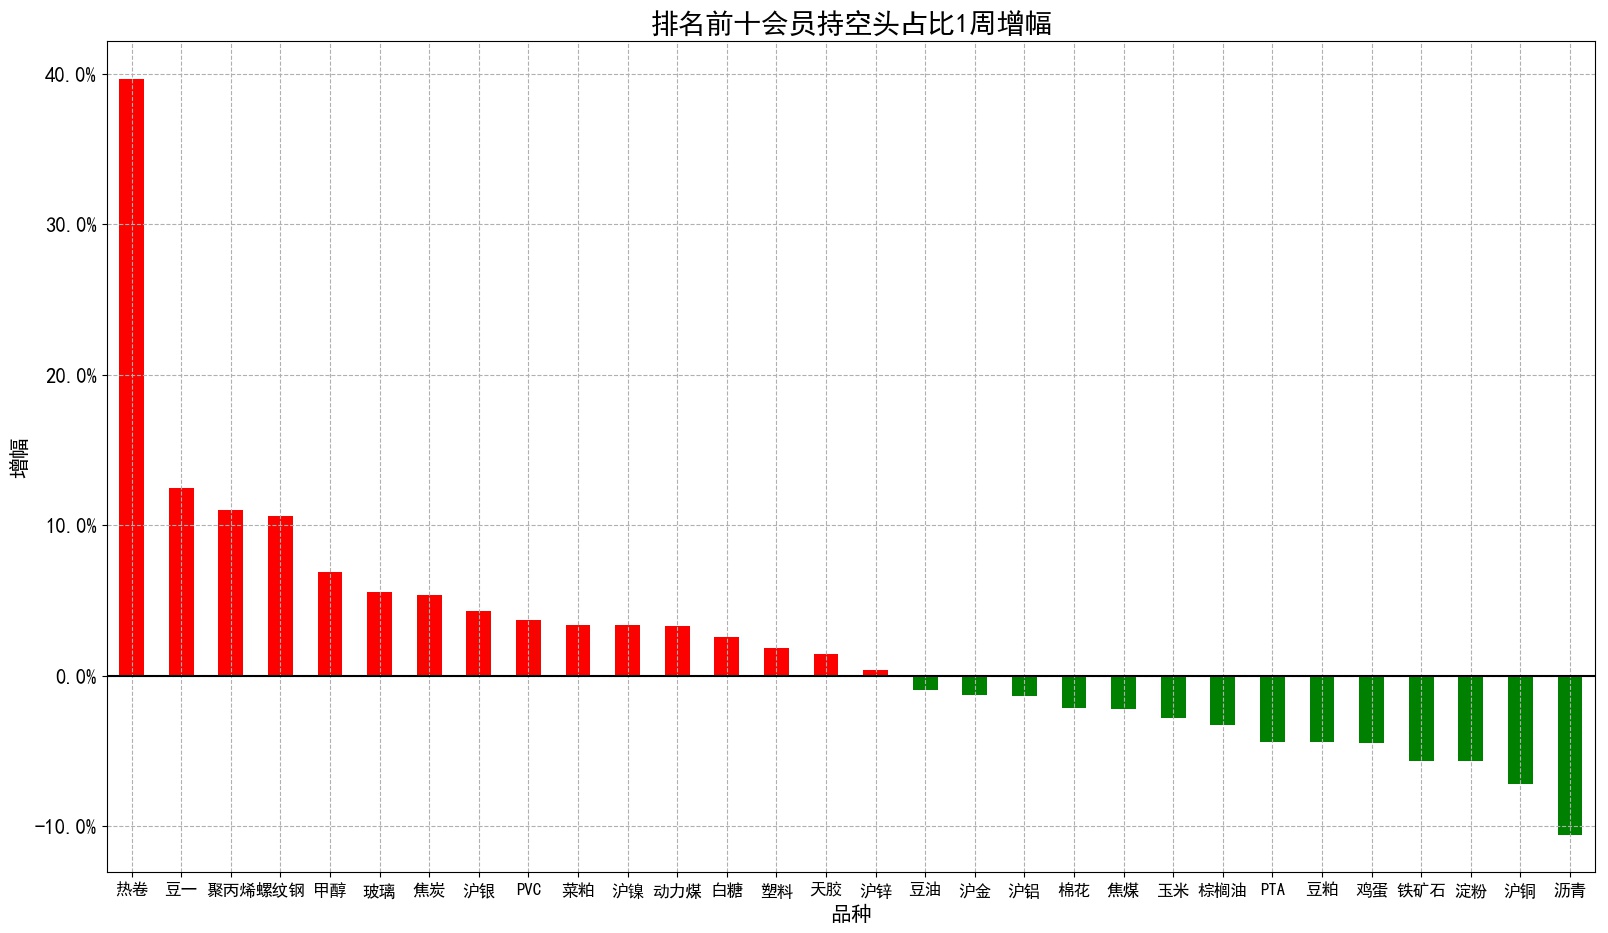 排名前十会员持空头占比1周增幅
40.0%
30.0%
20.0%
10.0%
0.0%
−10.0%
增幅
热卷 豆一 聚丙烯 螺纹钢 甲醇 玻璃 焦炭 沪银 PVC 菜粕 沪镍 动力煤 白糖 塑料 天胶 沪锌 豆油 沪金 沪铝 棉花 焦煤 玉米 棕榈油 PTA 豆粕 鸡蛋 铁矿石 淀粉 沪铜 沥青
品种